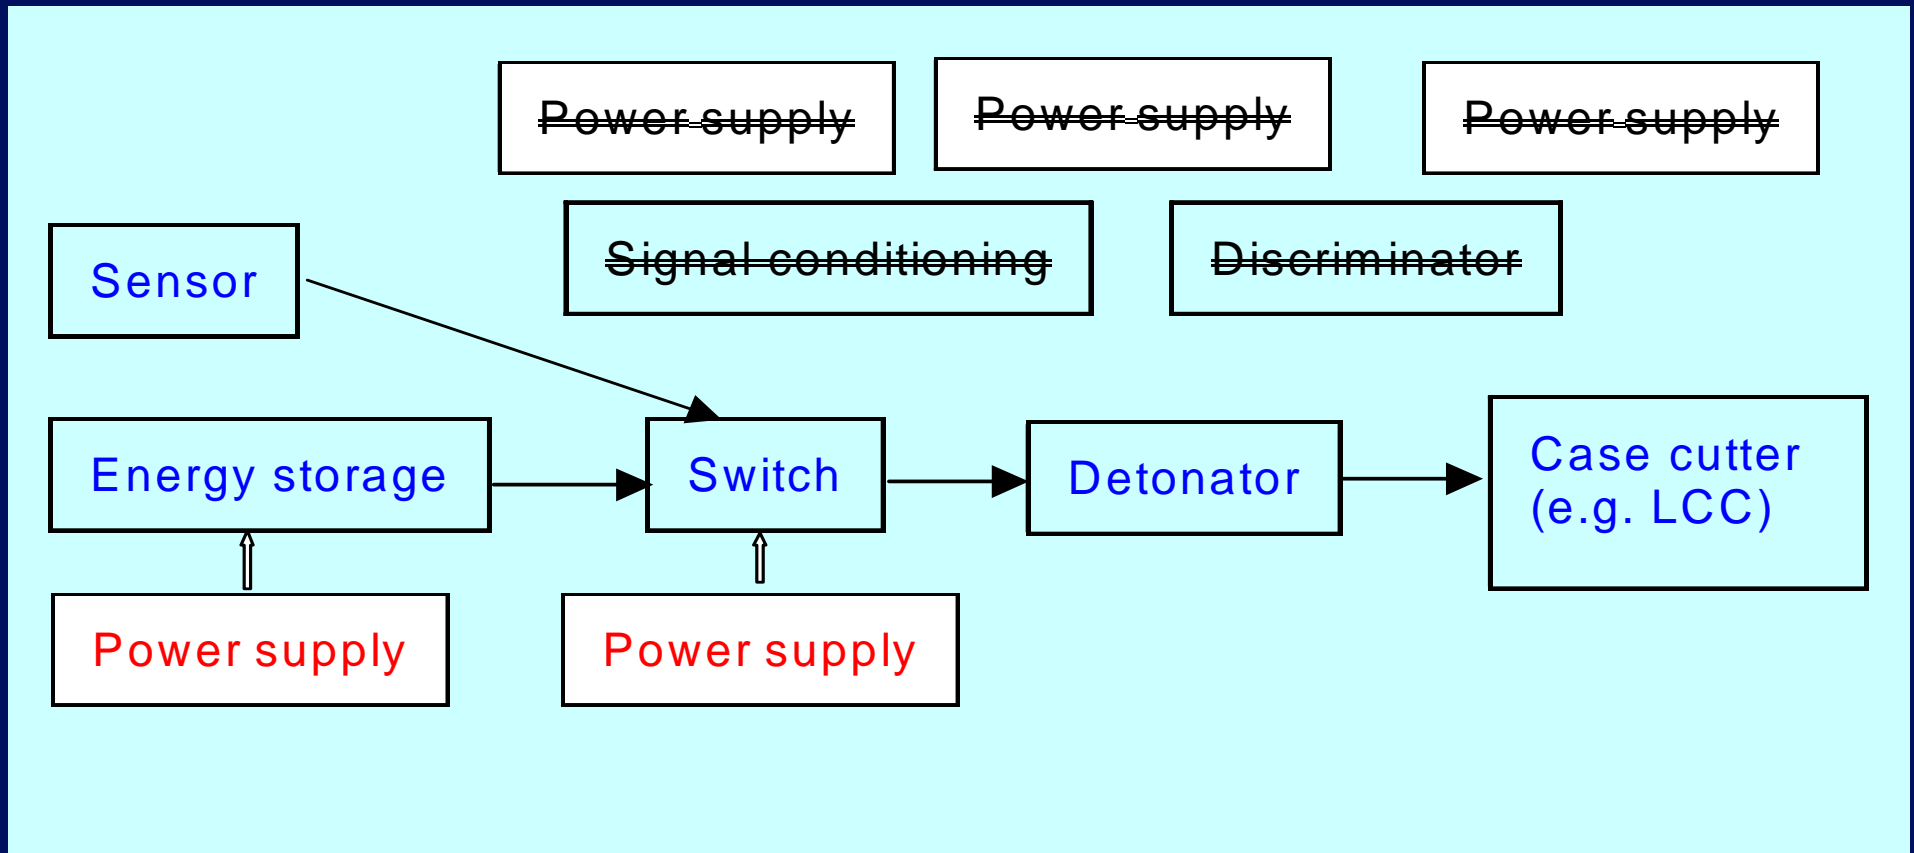 Power supply
Power supply
Power supply
Signal conditioning
Discriminator
Sensor
Energy storage
Switch
Detonator
Case cutter
(e.g. LCC)
Power supply
Power supply